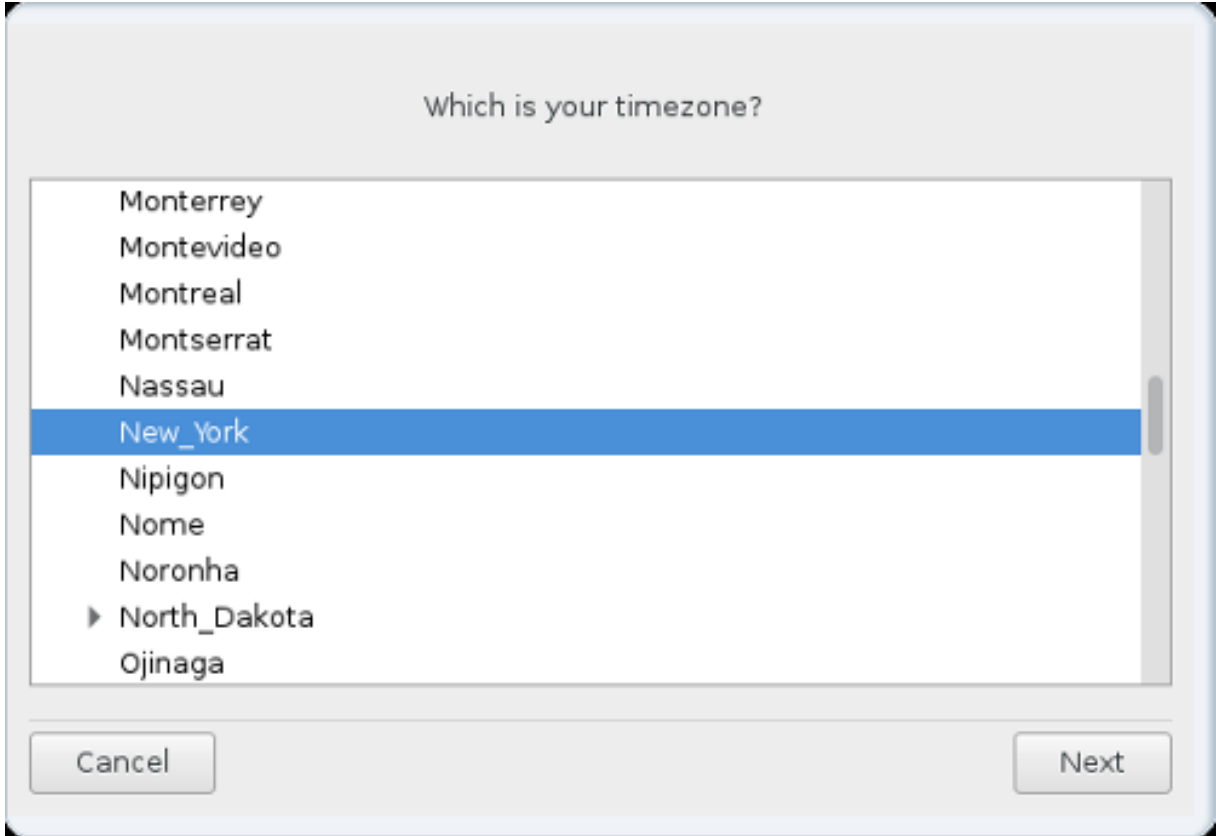 Which is your timezone?
Monterrey
Montevideo
Montreal
Montserrat
Nassau
New_York
Nipigon
Nome
Noronha
North_Dakota
Ojinaga
Cancel
Next